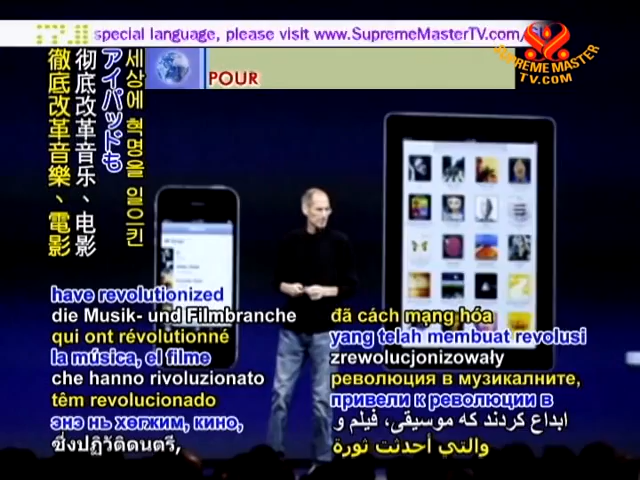 special language, please visit www.SupremeMasterTV.com/
SUPREME MASTER
TV.COM
POUR
세상에 혁명을 일으킨
アイパッドも
彻底改革音乐、电影
徹底改革音樂、電影
have revolutionized
die Musik- und Filmbranche
qui ont révolutionné
la música, el filme
che hanno rivoluzionato
têm revolucionado
энэ нь хөгжим, кино,
ซึ่งปฏิวัติดนตรี,
đã cách mạng hóa
yang telah membuat revolusi
zrewolucjonizowały
революция в музикалните,
привели к революции в
ابداع کردند که موسیقی، فیلم و
والتي أحدثت ثورة